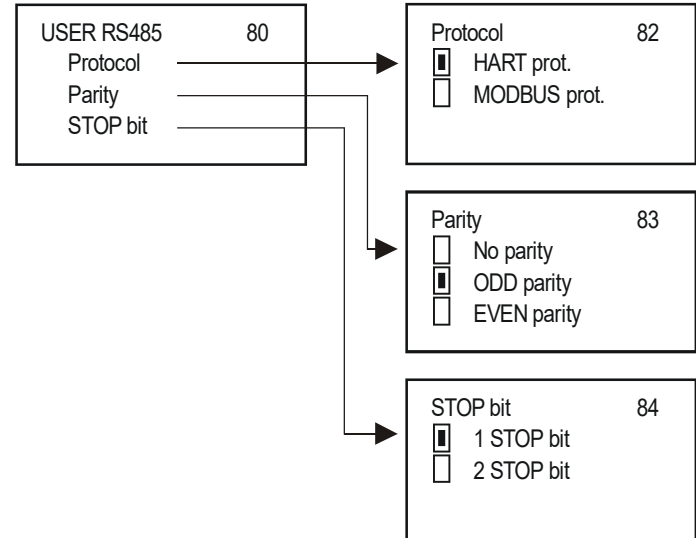 USER RS485 80
Protocol
Parity
STOP bit
Protocol 82
HART prot.
MODBUS prot.
Parity 83
No parity
ODD parity
EVEN parity
STOP bit 84
1 STOP bit
2 STOP bit